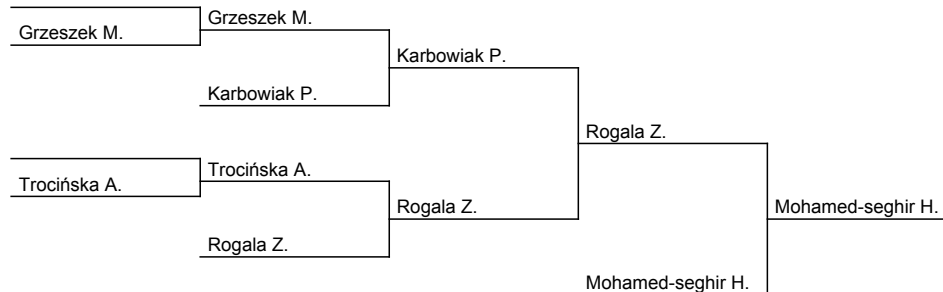 Grzeszek M.
Grzeszek M.
Karbowiak P.
Karbowiak P.
Rogala Z.
Trocińska A.
Trocińska A.
Rogala Z.
Mohamed-seghir H.
Rogala Z.
Mohamed-seghir H.